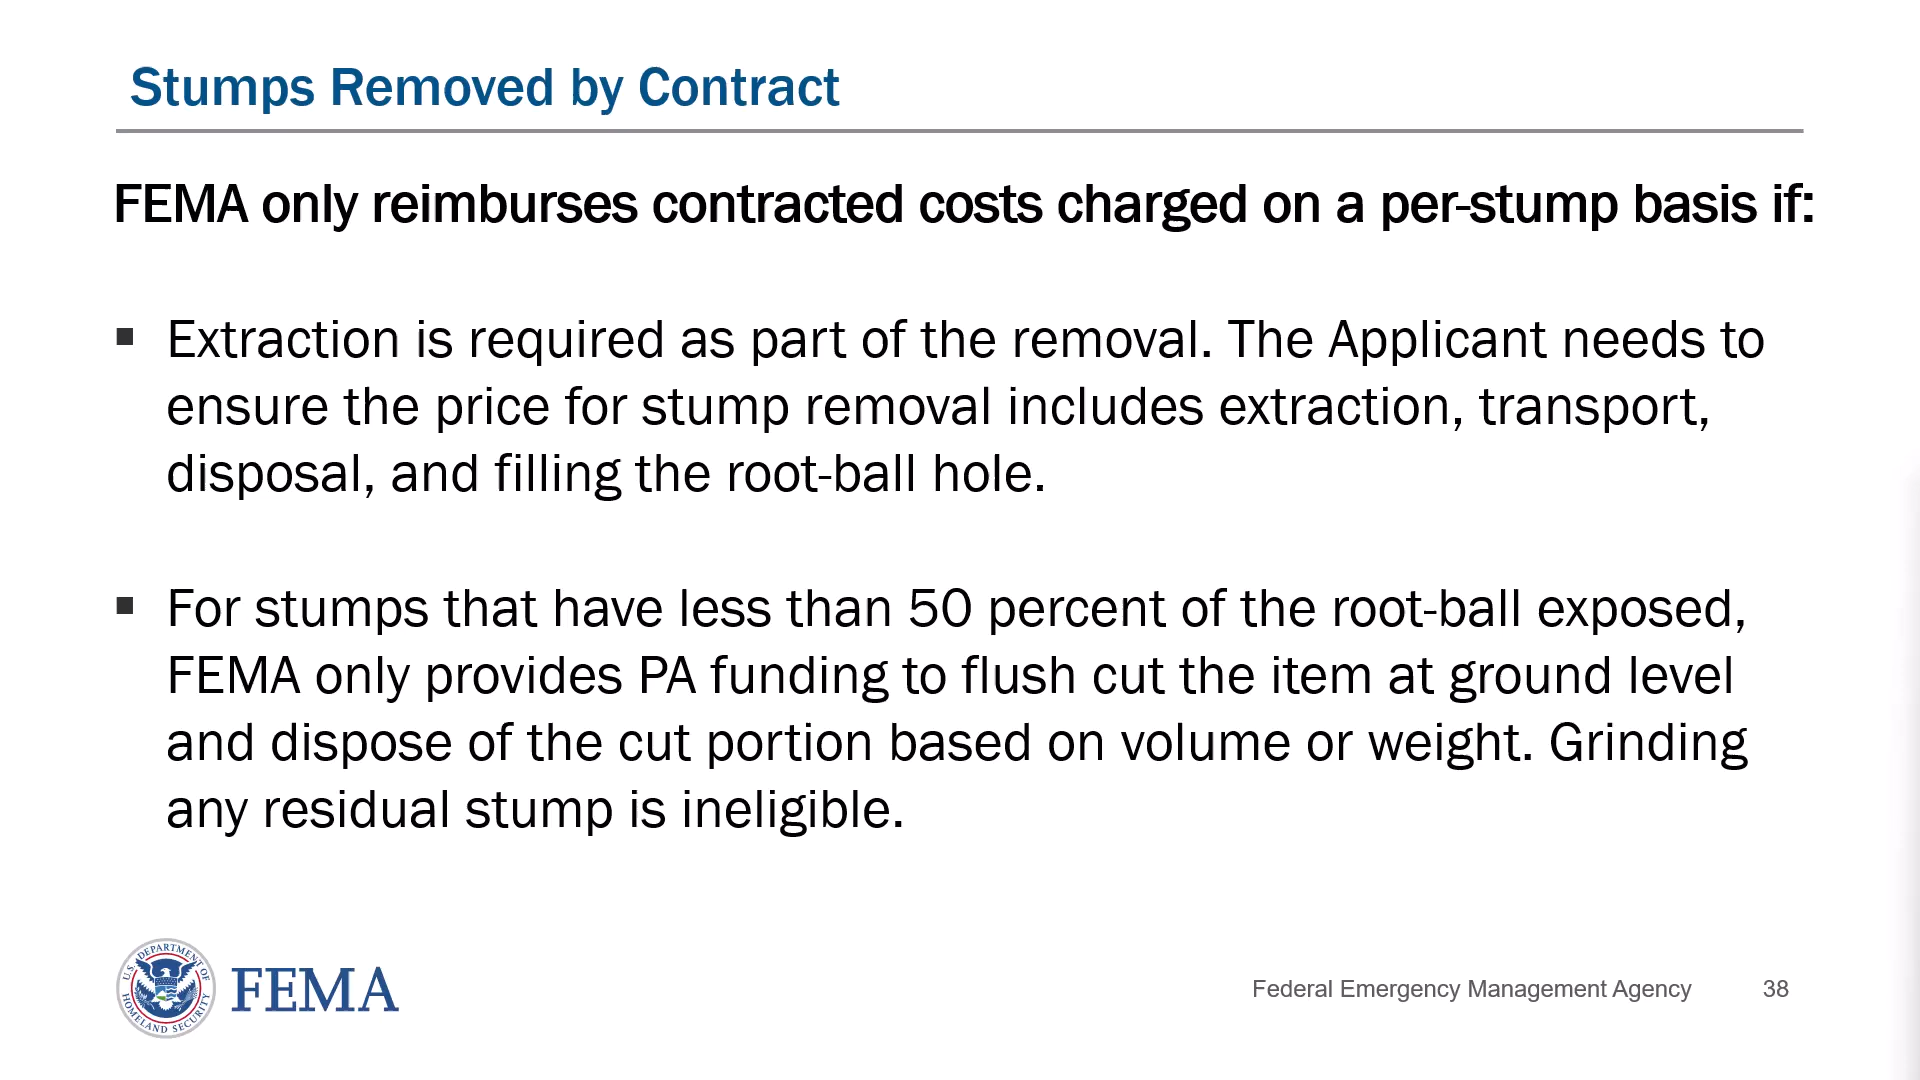 Stumps Removed by Contract
FEMA only reimburses contracted costs charged on a per-stump basis if:
▪ Extraction is required as part of the removal. The Applicant needs to
ensure the price for stump removal includes extraction, transport,
disposal, and filling the root-ball hole.
▪ For stumps that have less than 50 percent of the root-ball exposed,
FEMA only provides PA funding to flush cut the item at ground level
and dispose of the cut portion based on volume or weight. Grinding
any residual stump is ineligible.
U.S. DEPARTMENT OF
HOMELAND SECURITY
FEMA
Federal Emergency Management Agency 38